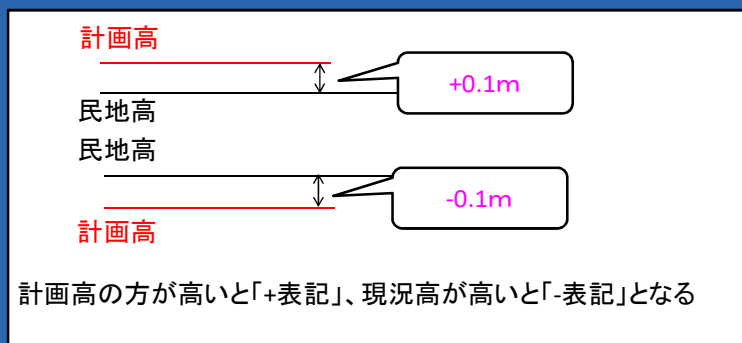 計画高
+0.1m
民地高
民地高
-0.1m
計画高
計画高の方が高いと「+表記」、現況高が高いと「-表記」となる